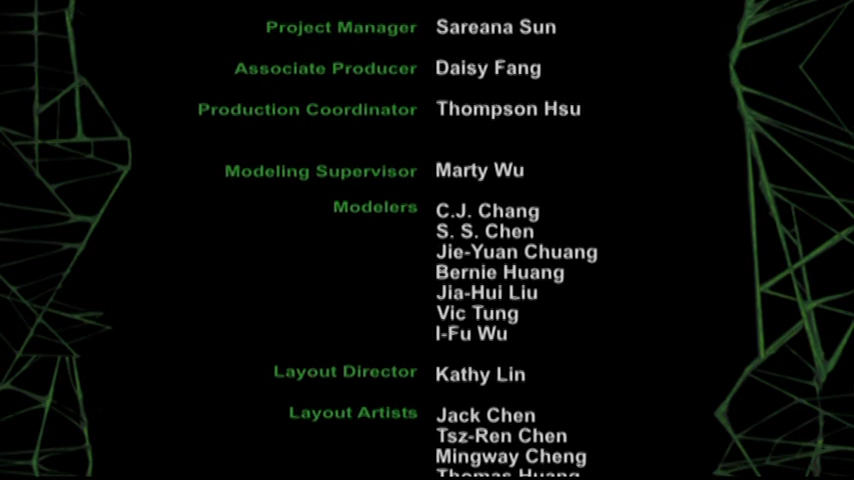 Project Manager Sareana Sun
Associate Producer Daisy Fang
Production Coordinator Thompson Hsu
Modeling Supervisor Marty Wu
Modelers C.J. Chang
S. S. Chen
Jie-Yuan Chuang
Bernie Huang
Jia-Hui Liu
Vic Tung
I-Fu Wu
Layout Director Kathy Lin
Layout Artists Jack Chen
Tsz-Ren Chen
Mingway Cheng
Thomas Huang